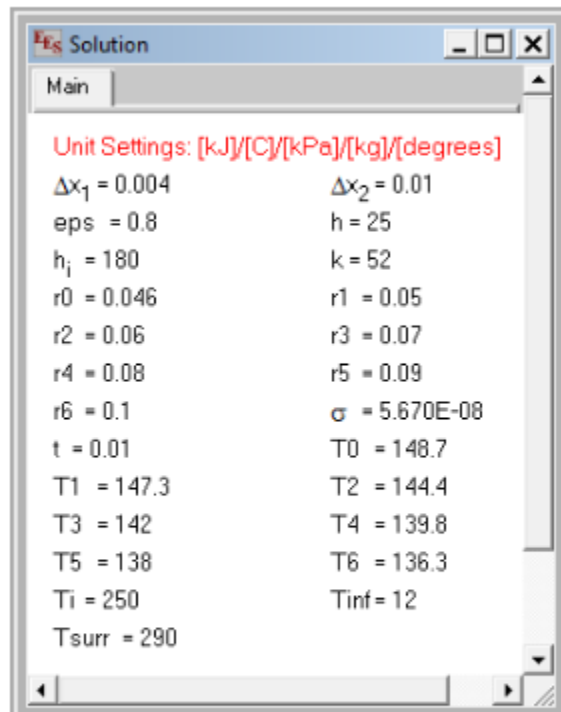 EES Solution
Main
Unit Settings: [kJ]/[C]/[kPa]/[kg]/[degrees]
Δx₁ = 0.004 Δx₂ = 0.01
eps = 0.8 h = 25
hᵢ = 180 k = 52
r0 = 0.046 r1 = 0.05
r2 = 0.06 r3 = 0.07
r4 = 0.08 r5 = 0.09
r6 = 0.1 σ = 5.670E-08
t = 0.01 T0 = 148.7
T1 = 147.3 T2 = 144.4
T3 = 142 T4 = 139.8
T5 = 138 T6 = 136.3
Ti = 250 Tinf = 12
Tsurr = 290